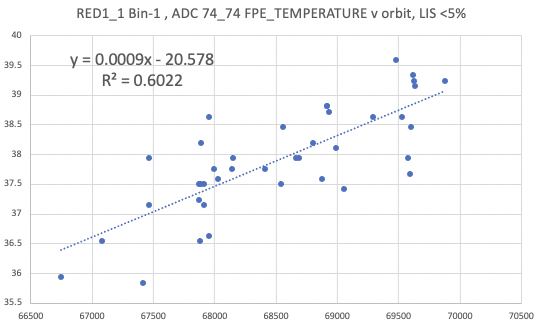 RED1_1 Bin-1 , ADC 74_74 FPE_TEMPERATURE v orbit, LIS <5%
40
y = 0.0009x - 20.578
R² = 0.6022
39.5
39
38.5
38
37.5
37
36.5
36
35.5
66500 67000 67500 68000 68500 69000 69500 70000 70500